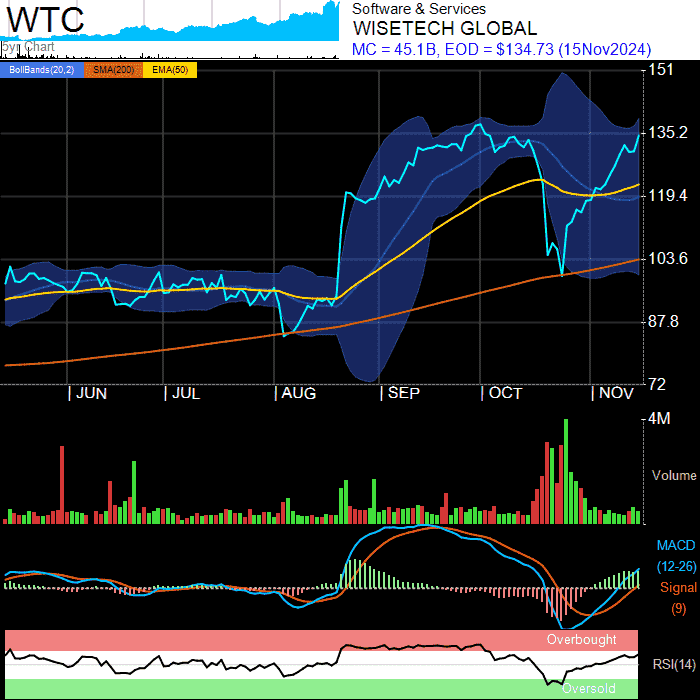 WTC
5yr Chart
Software & Services
WISETECH GLOBAL
MC = 45.1B, EOD = $134.73 (15Nov2024)
BollBands(20,2) SMA(200) EMA(50)
151
135.2
119.4
103.6
87.8
72
JUN JUL AUG SEP OCT NOV
4M
Volume
MACD
(12-26)
Signal
(9)
Overbought
RSI(14)
Oversold